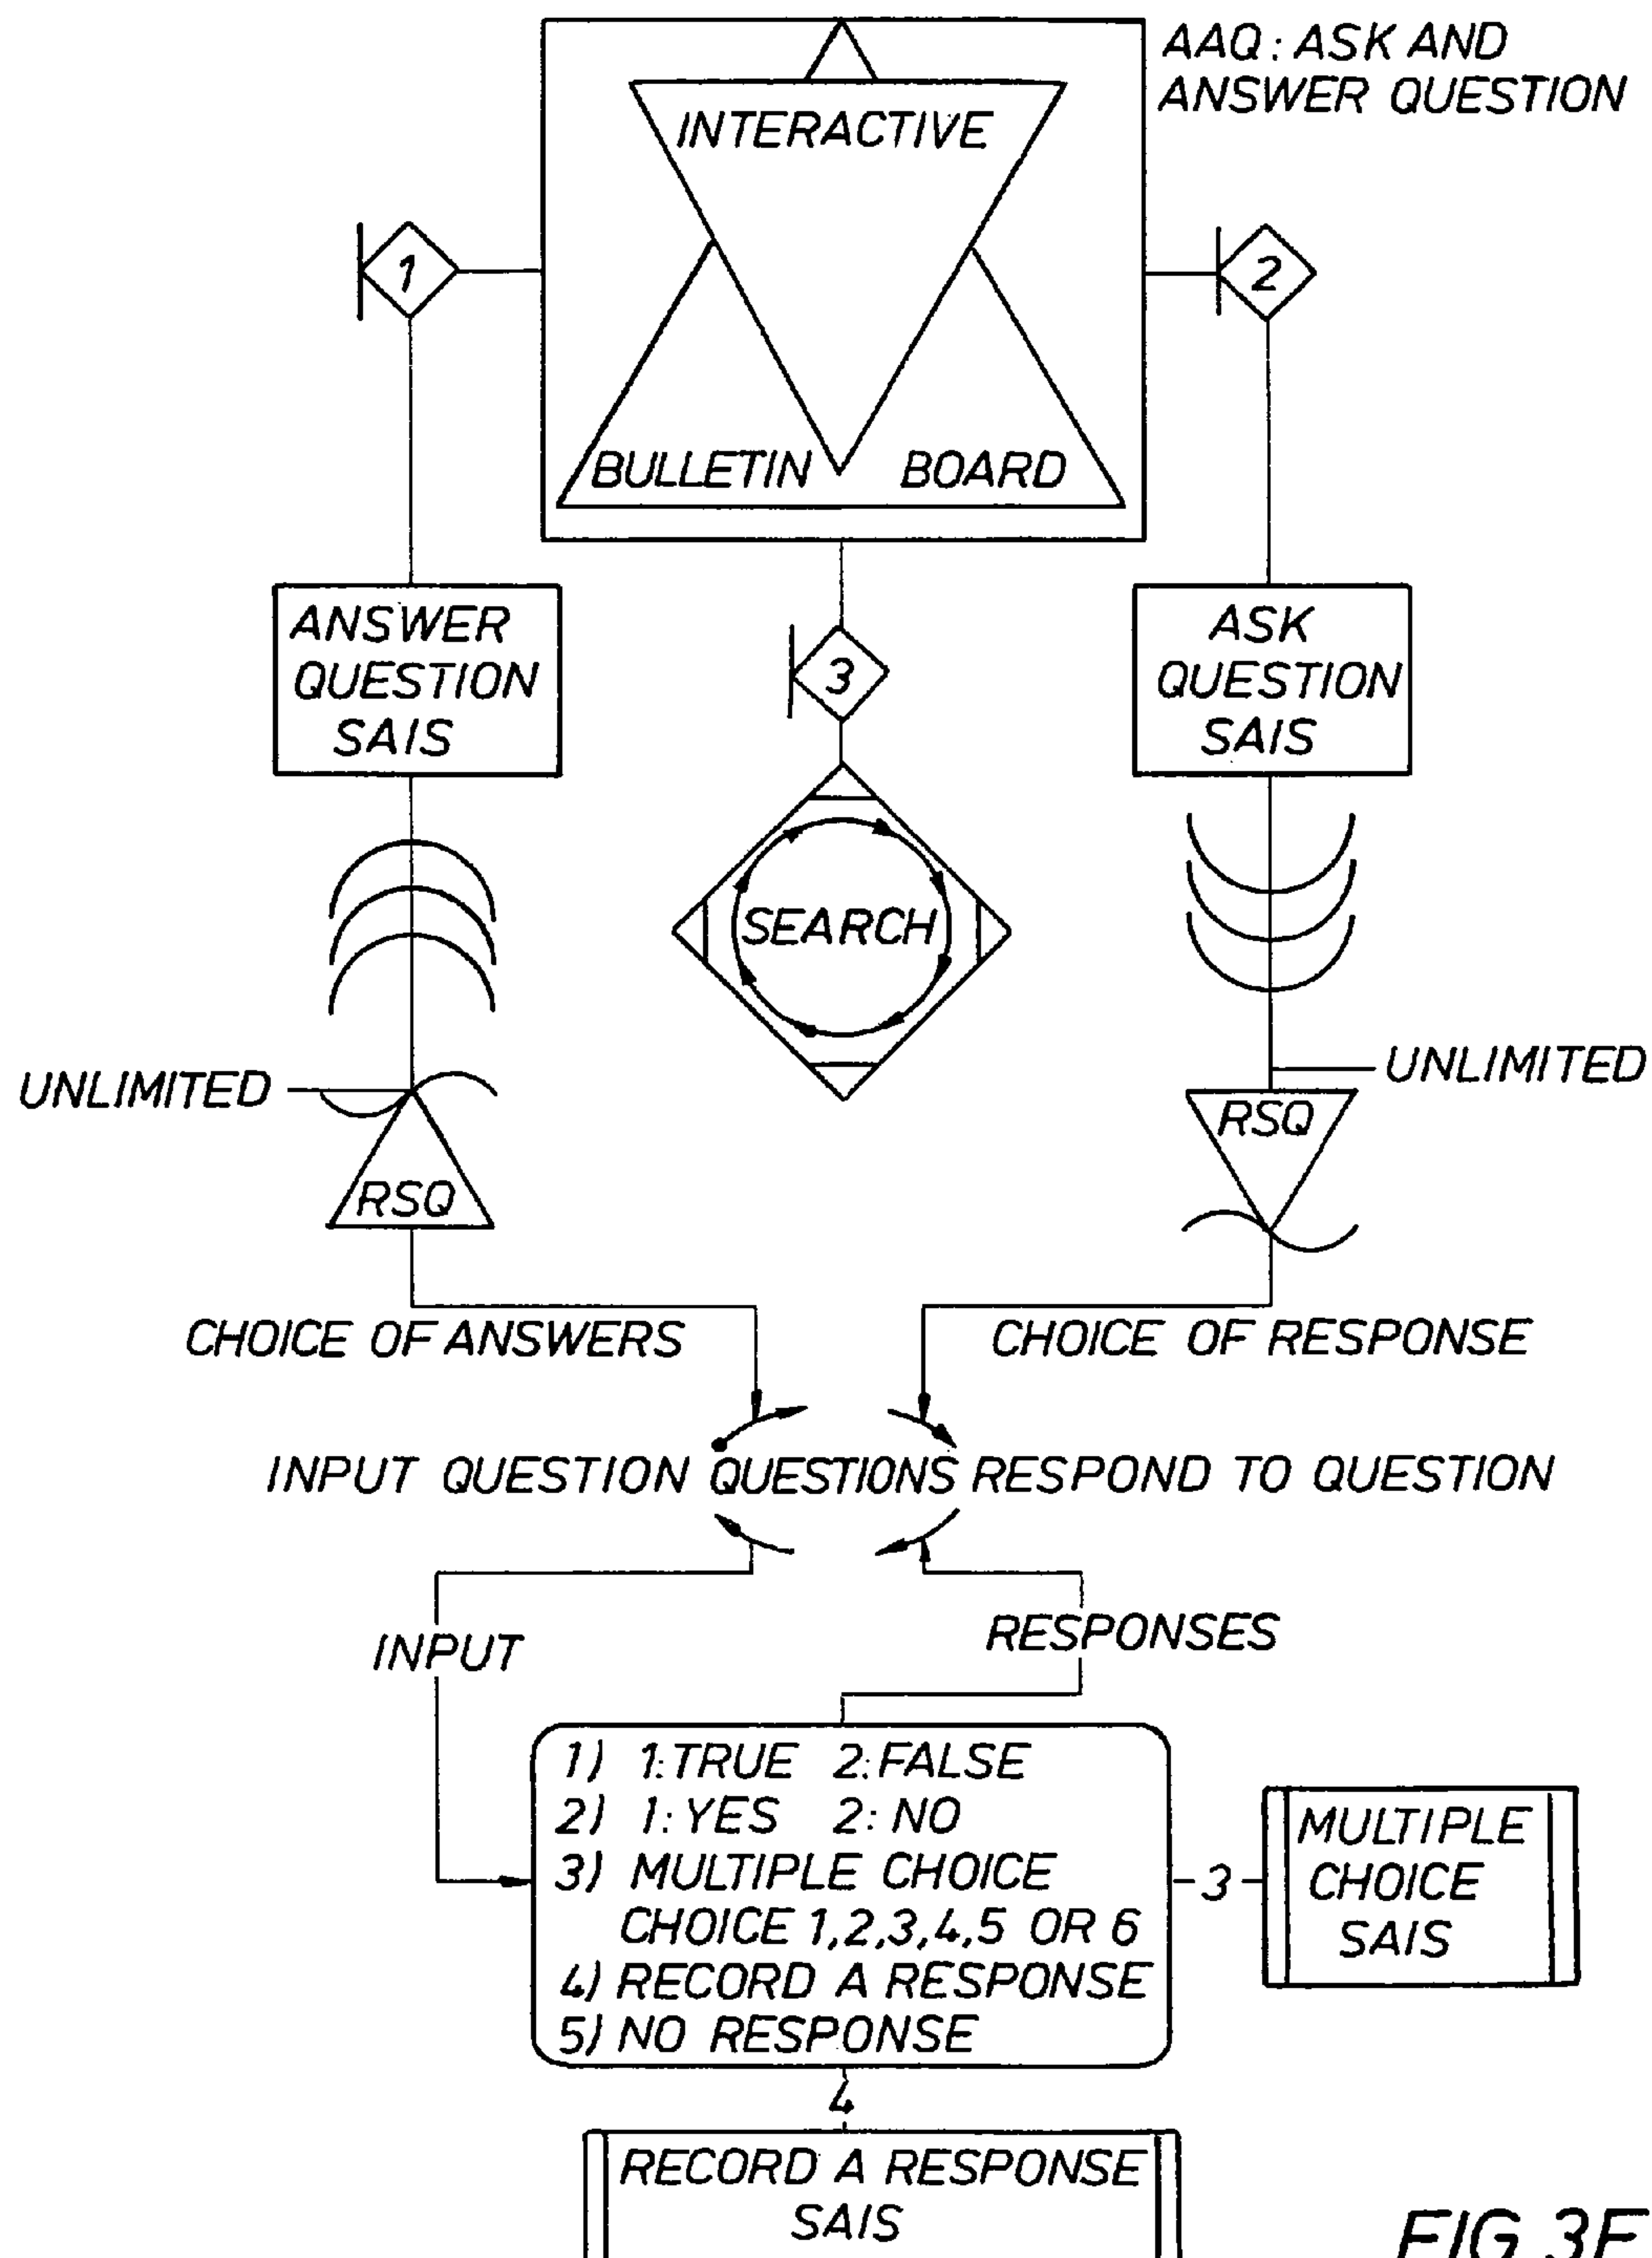 AAQ: ASK AND
ANSWER QUESTION
INTERACTIVE
BULLETIN BOARD
1
2
3
ANSWER
QUESTION
SAIS
ASK
QUESTION
SAIS
SEARCH
UNLIMITED
RSQ
UNLIMITED
RSQ
CHOICE OF ANSWERS
CHOICE OF RESPONSE
INPUT QUESTION QUESTIONS RESPOND TO QUESTION
INPUT
RESPONSES
1) 1:TRUE 2:FALSE
2) 1:YES 2:NO
3) MULTIPLE CHOICE
CHOICE 1,2,3,4,5 OR 6
4) RECORD A RESPONSE
5) NO RESPONSE
3
MULTIPLE
CHOICE
SAIS
4
RECORD A RESPONSE
SAIS